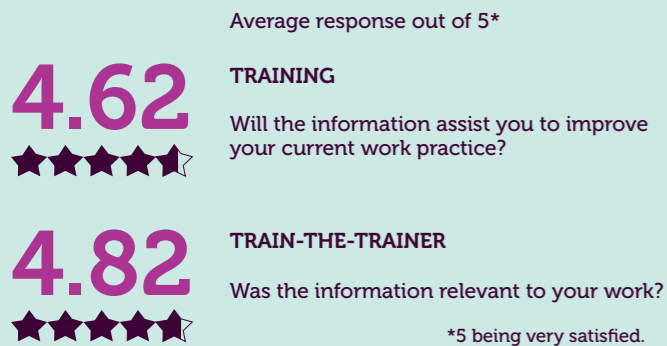 Average response out of 5*
4.62
TRAINING
Will the information assist you to improve
your current work practice?
4.82
TRAIN-THE-TRAINER
Was the information relevant to your work?
*5 being very satisfied.